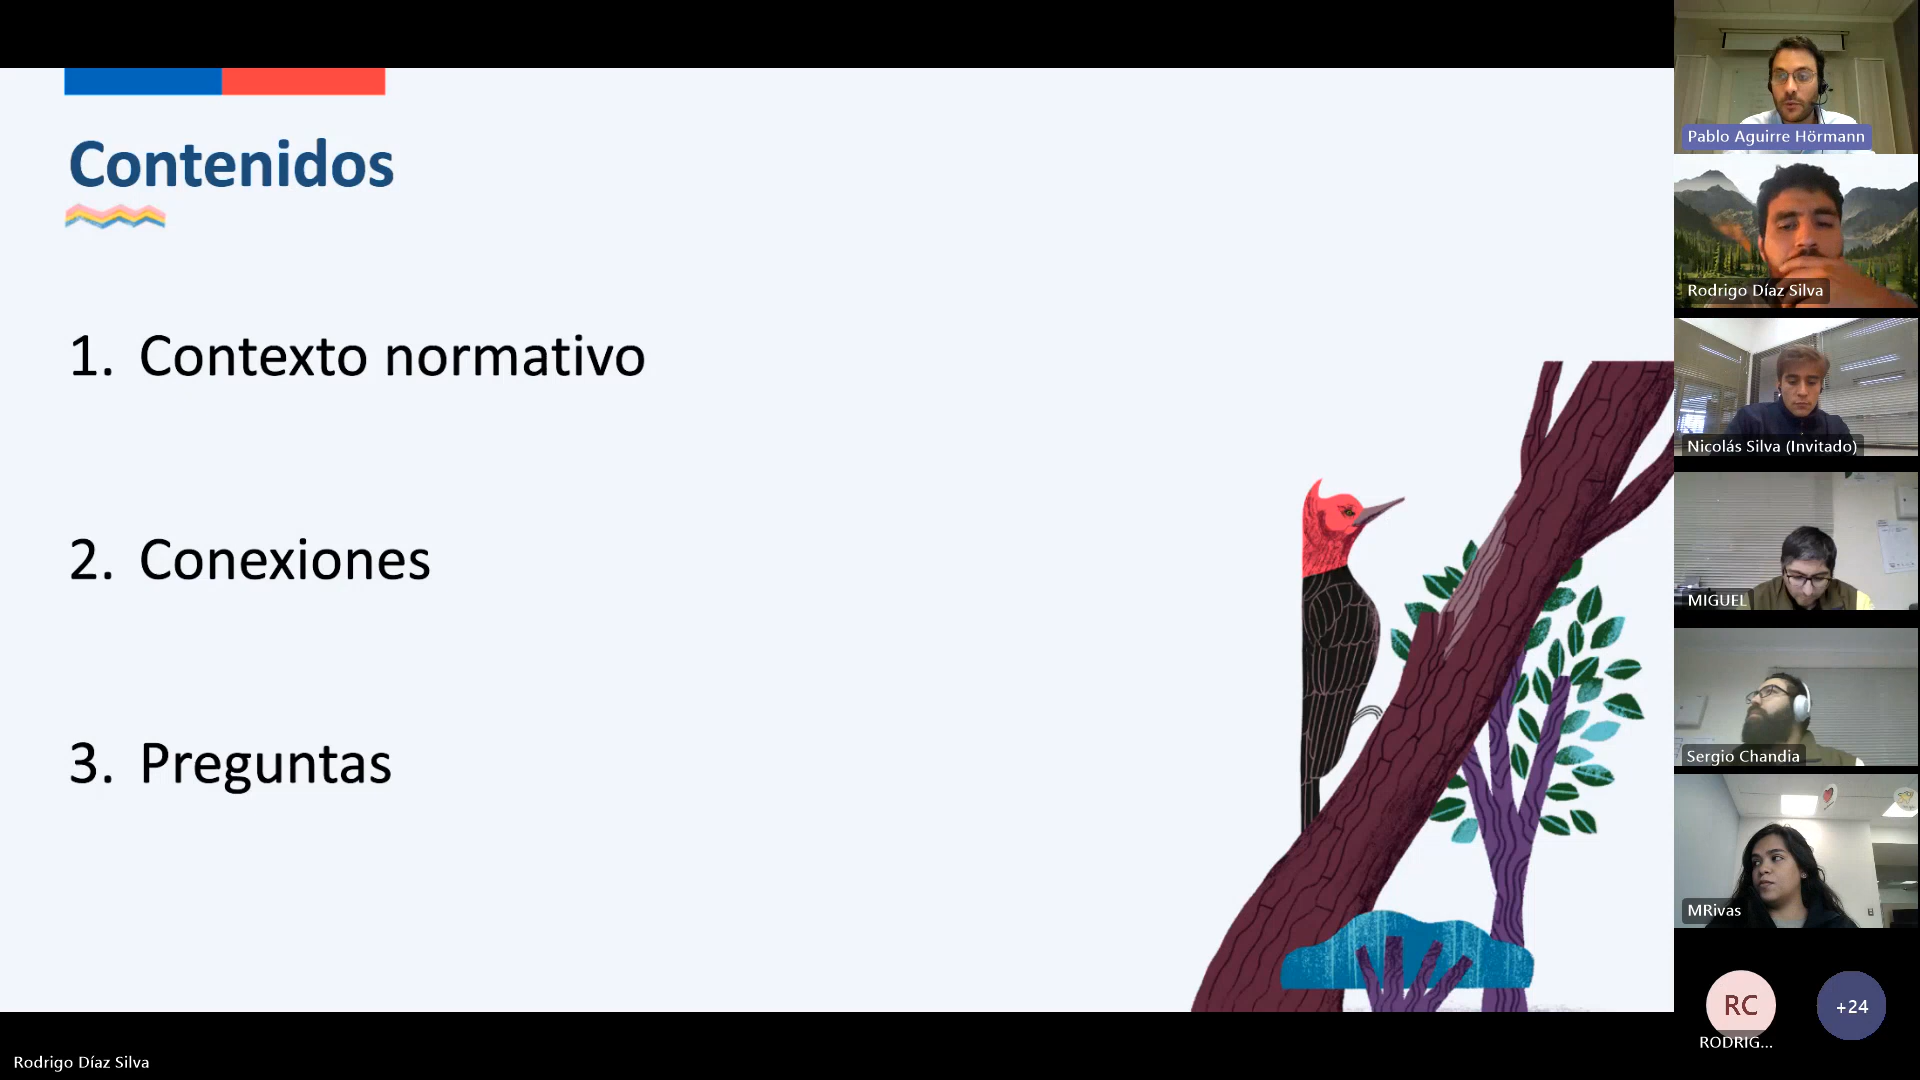 Contenidos
1. Contexto normativo
2. Conexiones
3. Preguntas
Pablo Aguirre Hörmann
Rodrigo Díaz Silva
Nicolás Silva (Invitado)
MIGUEL
Sergio Chandia
MRivas
RC
+24
RODRIG...
Rodrigo Díaz Silva